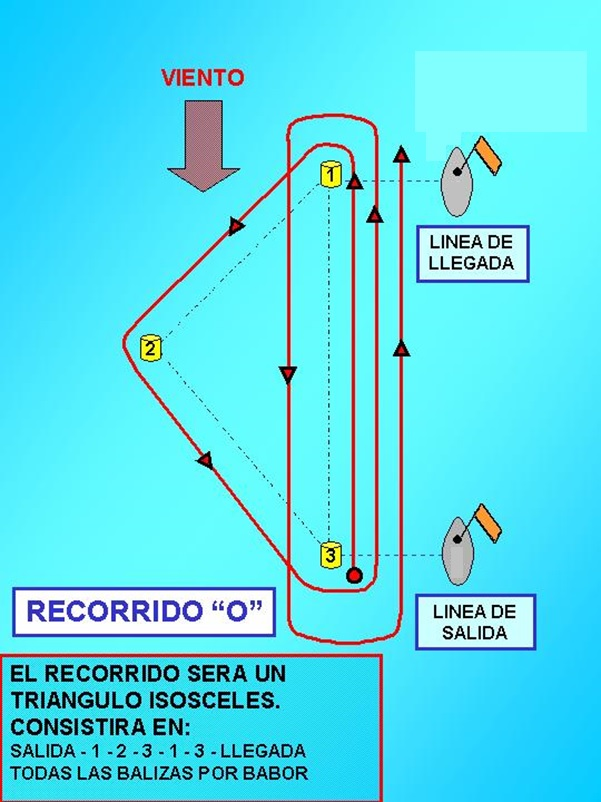 VIENTO
1
LINEA DE
LLEGADA
2
3
RECORRIDO “O”
LINEA DE
SALIDA
EL RECORRIDO SERA UN
TRIANGULO ISOSCELES.
CONSISTIRA EN:
SALIDA - 1 - 2 - 3 - 1 - 3 - LLEGADA
TODAS LAS BALIZAS POR BABOR